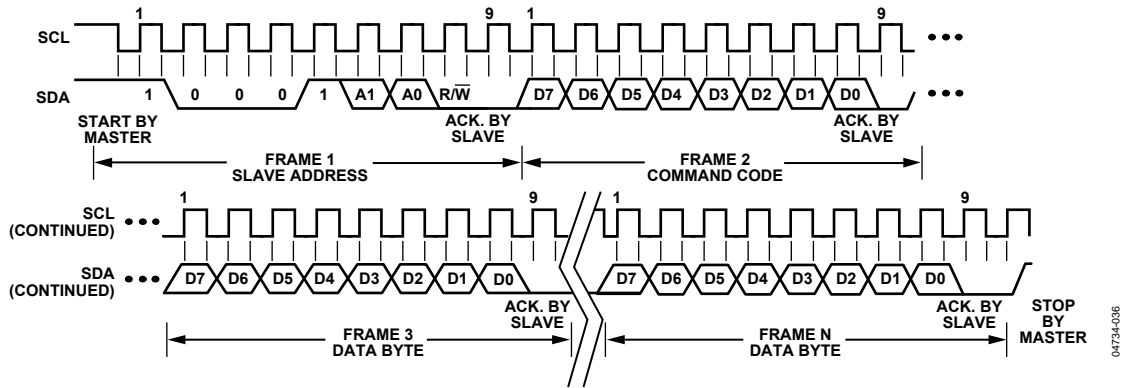 1 9 1 9
SCL
SDA 1 0 0 0 1 A1 A0 R/W̅ D7 D6 D5 D4 D3 D2 D1 D0
START BY MASTER
ACK. BY SLAVE
ACK. BY SLAVE
FRAME 1
SLAVE ADDRESS
FRAME 2
COMMAND CODE
1 9 1 9
SCL
(CONTINUED)
SDA
(CONTINUED)
D7 D6 D5 D4 D3 D2 D1 D0 D7 D6 D5 D4 D3 D2 D1 D0
ACK. BY SLAVE
ACK. BY SLAVE
STOP BY MASTER
FRAME 3
DATA BYTE
FRAME N
DATA BYTE
04734-036